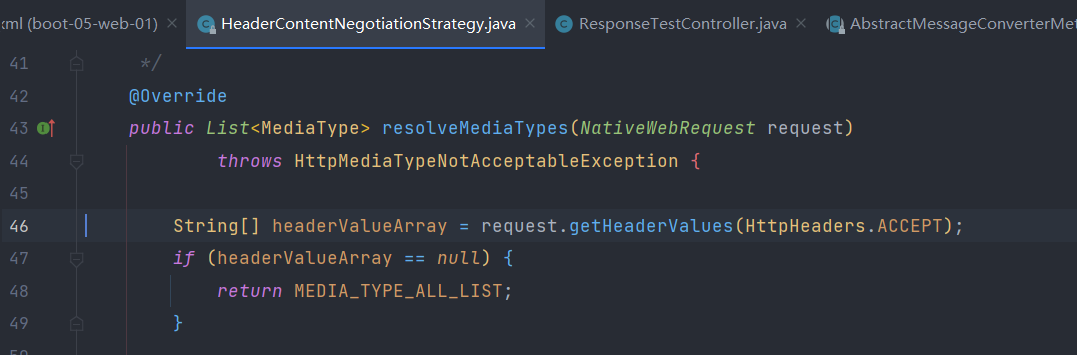 xml (boot-05-web-01) HeaderContentNegotiationStrategy.java ResponseTestController.java AbstractMessageConverterMet
41 */
42 @Override
43 public List<MediaType> resolveMediaTypes(NativeWebRequest request)
44 throws HttpMediaTypeNotAcceptableException {
45
46 String[] headerValueArray = request.getHeaderValues(HttpHeaders.ACCEPT);
47 if (headerValueArray == null) {
48 return MEDIA_TYPE_ALL_LIST;
49 }